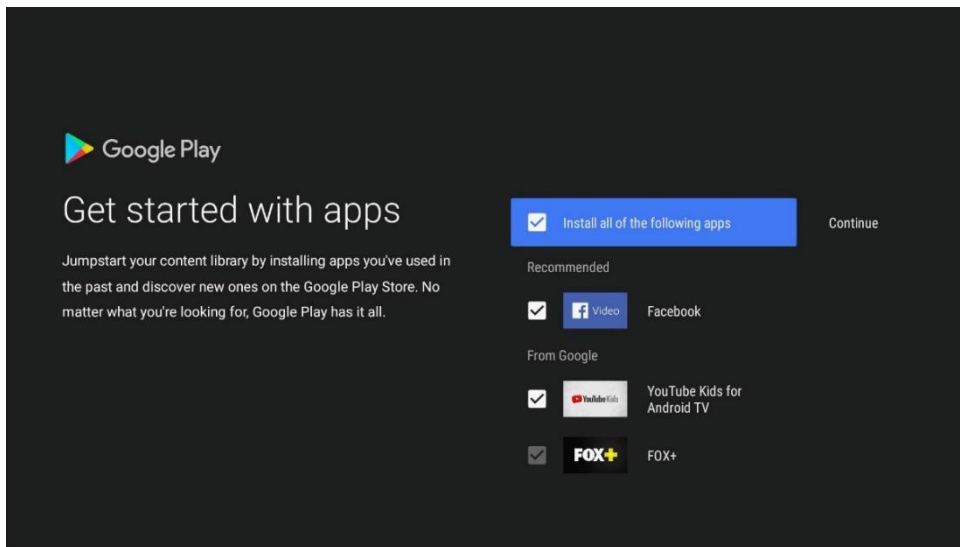 Google Play
Get started with apps
Jumpstart your content library by installing apps you've used in
the past and discover new ones on the Google Play Store. No
matter what you're looking for, Google Play has it all.
Install all of the following apps
Continue
Recommended
f Video
Facebook
From Google
YouTube Kids
YouTube Kids for
Android TV
FOX+
FOX+